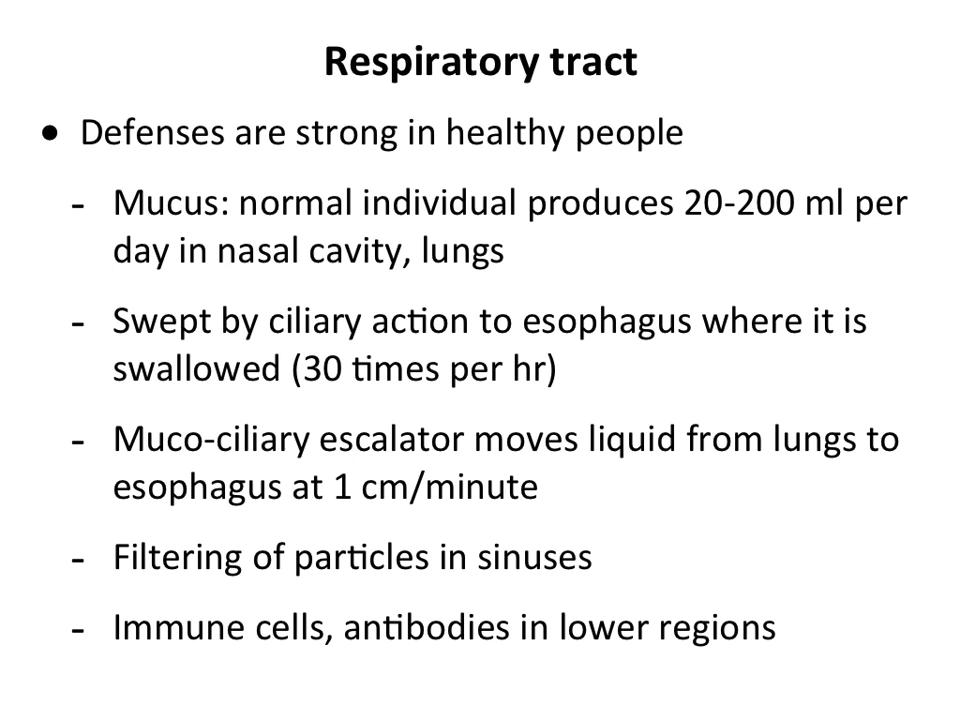 Respiratory tract
• Defenses are strong in healthy people
- Mucus: normal individual produces 20-200 ml per
day in nasal cavity, lungs
- Swept by ciliary action to esophagus where it is
swallowed (30 times per hr)
- Muco-ciliary escalator moves liquid from lungs to
esophagus at 1 cm/minute
- Filtering of particles in sinuses
- Immune cells, antibodies in lower regions